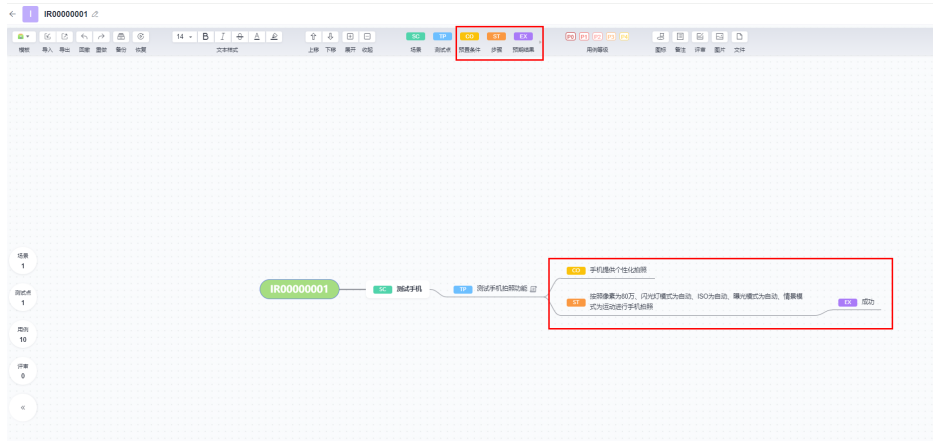 I IR00000001
14 B I A
SC TP CO ST EX
P0 P1 P2 P3 P4
模板 导入 导出 回撤 重做 备份 恢复 文本样式 上移 下移 展开 收起 场景 测试点 预置条件 步骤 预期结果 用例等级 图标 备注 评审 图片 文件
场景
1
测试点
1
用例
10
评审
0
«
IR00000001
SC 测试手机
TP 测试手机拍照功能
CO 手机提供个性化拍照
ST 按照像素为80万、闪光灯模式为自动、ISO为自动、曝光模式为自动、情景模
式为运动进行手机拍照
EX 成功